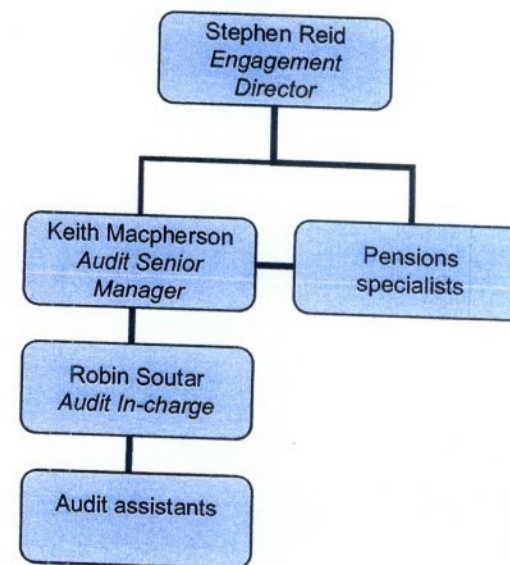 Stephen Reid
Engagement
Director
Keith Macpherson
Audit Senior
Manager
Pensions
specialists
Robin Soutar
Audit In-charge
Audit assistants